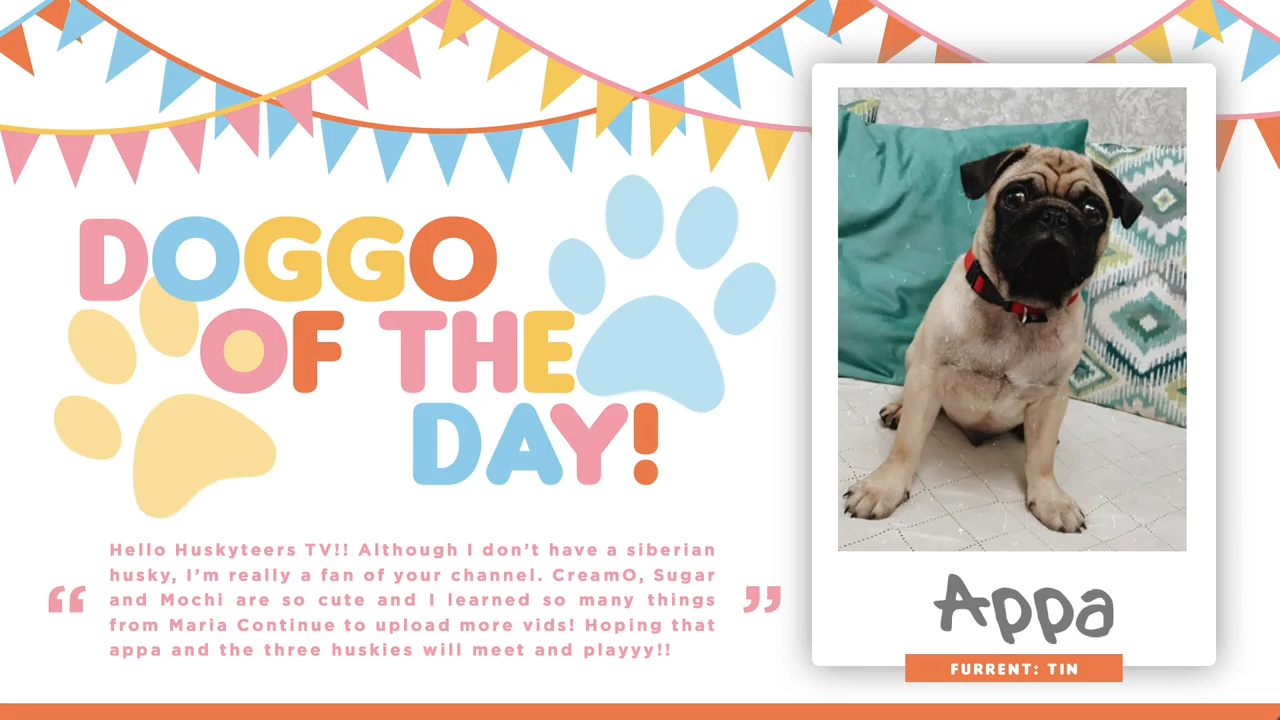 DOGGO
OF THE
DAY!
“ Hello Huskyteers TV!! Although I don’t have a siberian
husky, I’m really a fan of your channel. CreamO, Sugar
and Mochi are so cute and I learned so many things
from Maria Continue to upload more vids! Hoping that
appa and the three huskies will meet and playyy!! ”
Appa
FURRENT: TIN